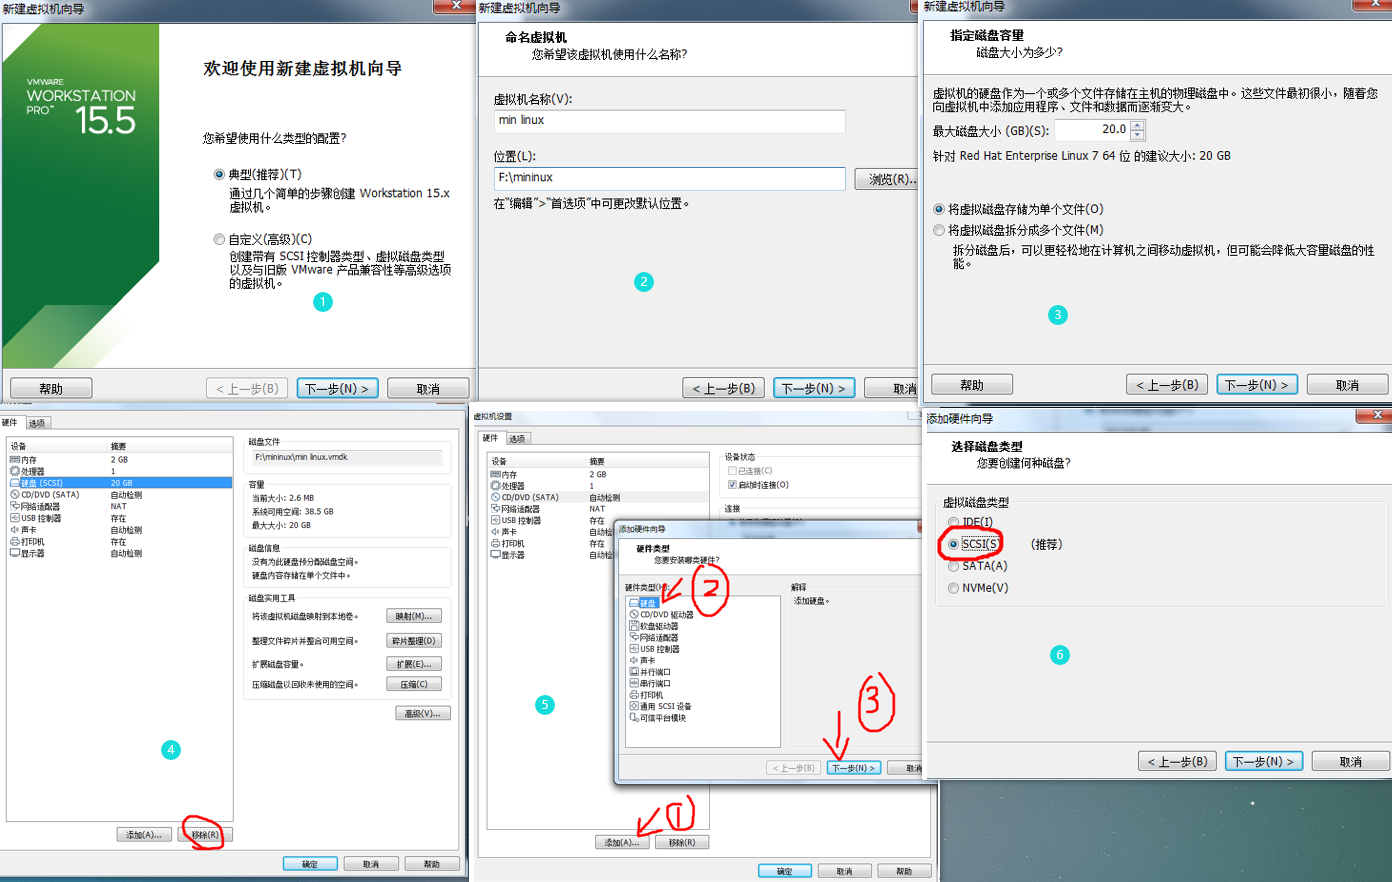 新建虚拟机向导
VMWARE
WORKSTATION
PRO™ 15.5
欢迎使用新建虚拟机向导
您希望使用什么类型的配置?
典型(推荐)(T)
通过几个简单的步骤创建 Workstation 15.x
虚拟机。
自定义(高级)(C)
创建带有 SCSI 控制器类型、虚拟磁盘类型
以及与旧版 VMware 产品兼容性等高级选项
的虚拟机。
1
帮助
< 上一步(B)
下一步(N) >
取消
新建虚拟机向导
命名虚拟机
您希望该虚拟机使用什么名称?
虚拟机名称(V):
min linux
位置(L):
F:\mininux
浏览(R)...
在"编辑">"首选项"中可更改默认位置。
2
< 上一步(B)
下一步(N) >
取消
新建虚拟机向导
指定磁盘容量
磁盘大小为多少?
虚拟机的硬盘作为一个或多个文件存储在主机的物理磁盘中。这些文件最初很小，随着您
向虚拟机中添加应用程序、文件和数据而逐渐变大。
最大磁盘大小 (GB)(S): 20.0
针对 Red Hat Enterprise Linux 7 64 位 的建议大小: 20 GB
将虚拟磁盘存储为单个文件(O)
将虚拟磁盘拆分成多个文件(M)
拆分磁盘后，可以更轻松地在计算机之间移动虚拟机，但可能会降低大容量磁盘的性
能。
3
帮助
< 上一步(B)
下一步(N) >
取消
硬件 选项
设备 摘要
内存 2 GB
处理器 1
硬盘 (SCSI) 20 GB
CD/DVD (SATA) 自动检测
网络适配器 NAT
USB 控制器 存在
声卡 自动检测
打印机 存在
显示器 自动检测
磁盘文件
F:\mininux\min linux.vmdk
容量
当前大小: 2.6 MB
系统可用空间: 38.5 GB
最大大小: 20 GB
磁盘信息
没有为此硬盘预分配磁盘空间。
硬盘内容存储在单个文件中。
磁盘实用工具
将该虚拟机磁盘映射到本地卷。 映射(M)...
整理文件碎片并整合可用空间。 碎片整理(D)
扩展磁盘容量。 扩展(E)...
压缩磁盘以回收未使用的空间。 压缩(C)
高级(V)...
4
添加(A)... 移除(R)
确定 取消 帮助
虚拟机设置
硬件 选项
设备 摘要
内存 2 GB
处理器 1
CD/DVD (SATA) 自动检测
网络适配器 NAT
USB 控制器 存在
声卡 自动检
打印机 存在
显示器 自动检
设备状态
已连接(C)
启动时连接(O)
连接
添加硬件向导
硬件类型
您要安装哪类硬件?
硬件类型(H):
硬盘
CD/DVD 驱动器
软盘驱动器
网络适配器
USB 控制器
声卡
并行端口
串行端口
打印机
通用 SCSI 设备
可信平台模块
解释
添加硬盘。
2
3
5
< 上一步(B) 下一步(N) > 取消
1
添加(A)... 移除(R)
确定 取消 帮助
添加硬件向导
选择磁盘类型
您要创建何种磁盘?
虚拟磁盘类型
IDE(I)
SCSI(S) (推荐)
SATA(A)
NVMe(V)
6
< 上一步(B)
下一步(N) >
取消